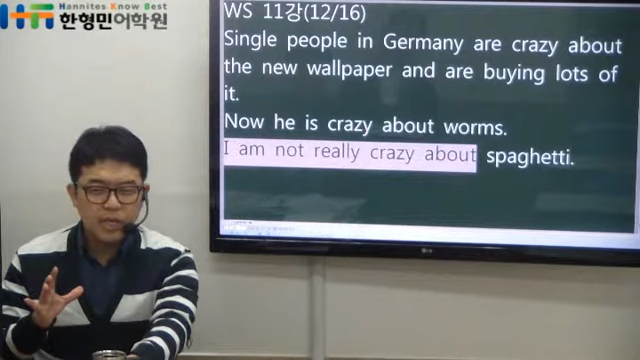 Hannites Know Best
한형민어학원
WS 11강(12/16)
Single people in Germany are crazy about
the new wallpaper and are buying lots of
it.
Now he is crazy about worms.
I am not really crazy about spaghetti.
LG